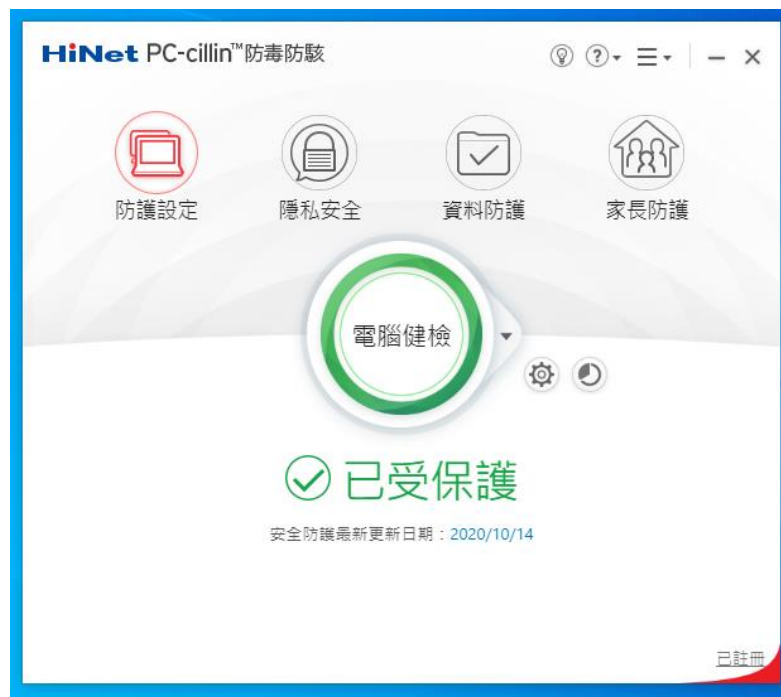 HiNet PC-cillin™防毒防駭
防護設定 隱私安全 資料防護 家長防護
電腦健檢
已受保護
安全防護最新更新日期：2020/10/14
已註冊